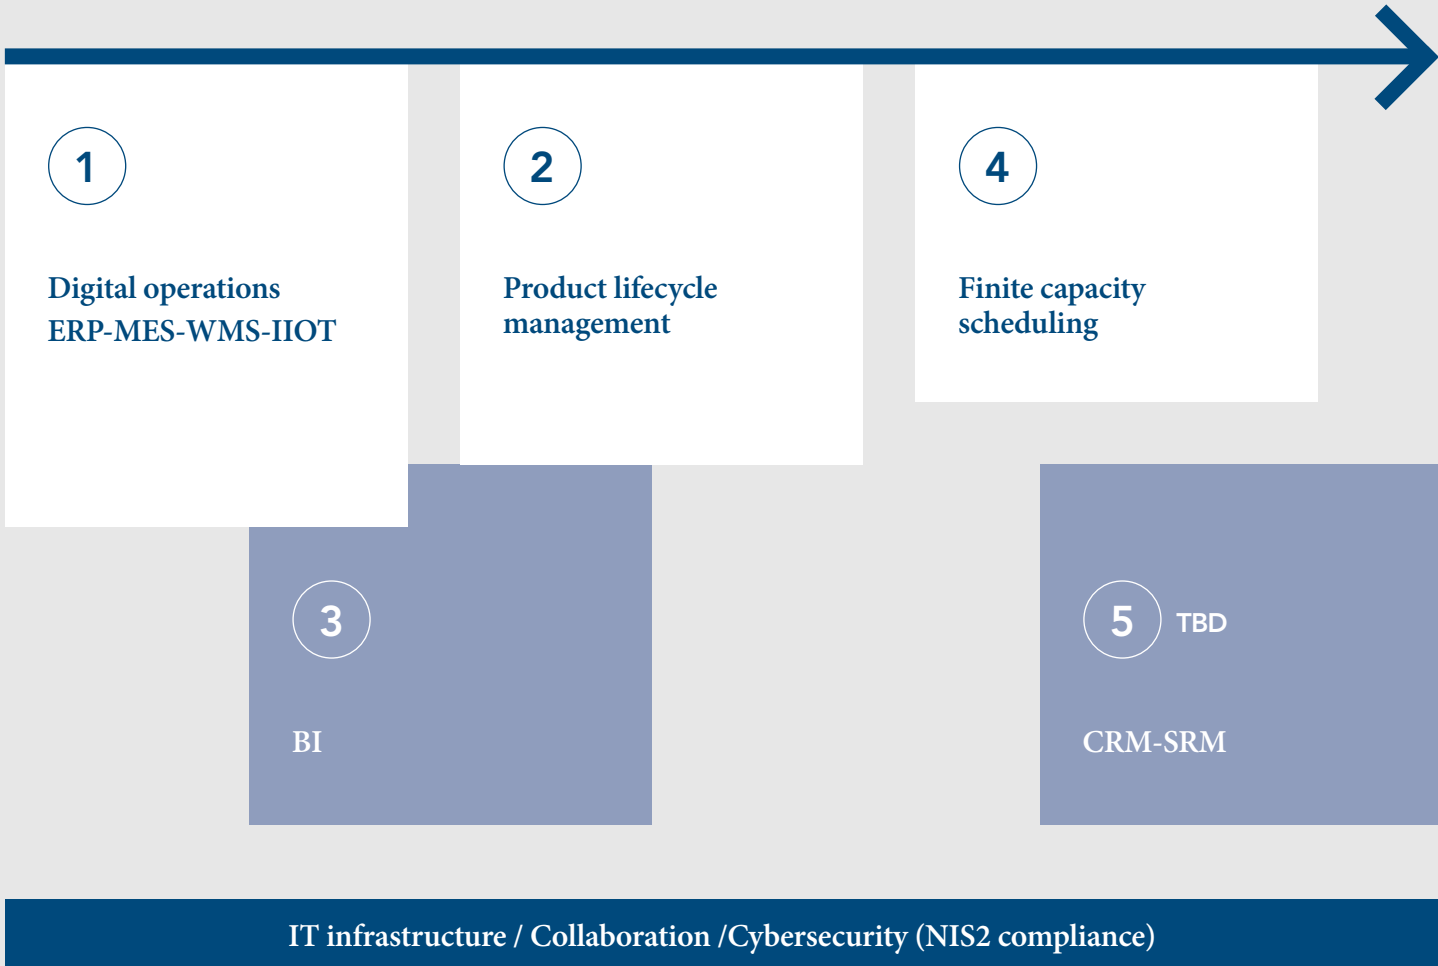 1
Digital operations
ERP-MES-WMS-IIOT
2
Product lifecycle
management
4
Finite capacity
scheduling
3
BI
5 TBD
CRM-SRM
IT infrastructure / Collaboration /Cybersecurity (NIS2 compliance)